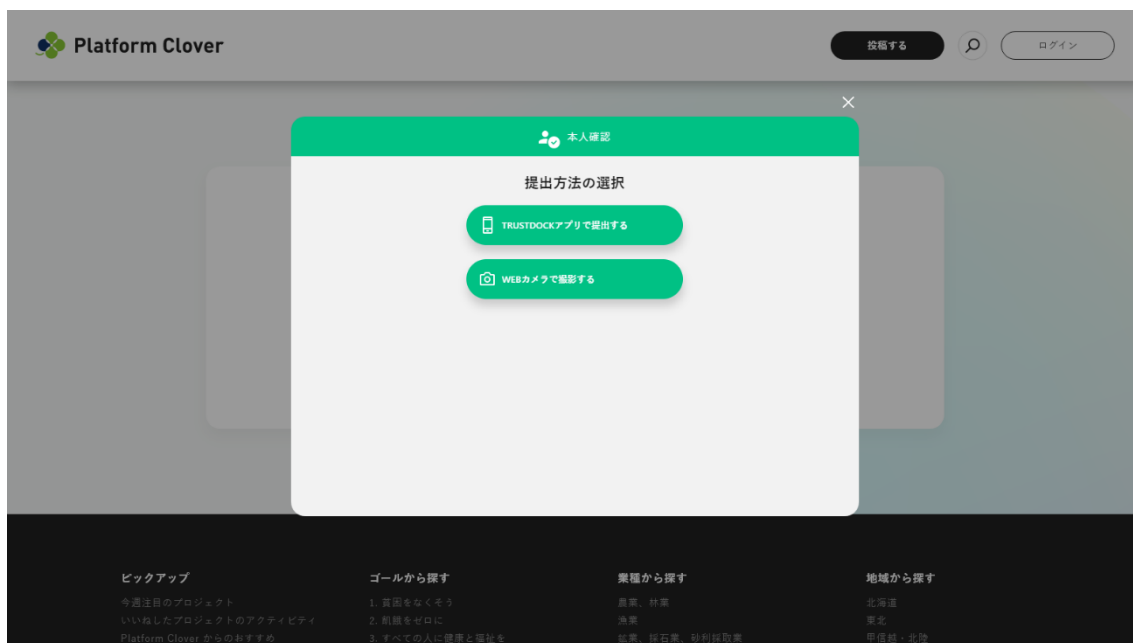 Platform Clover
投稿する
ログイン
本人確認
提出方法の選択
TRUSTDOCKアプリで提出する
WEBカメラで撮影する
ピックアップ
今週注目のプロジェクト
いいねしたプロジェクトのアクティビティ
Platform Clover からのおすすめ
ゴールから探す
1. 貧困をなくそう
2. 飢餓をゼロに
3. すべての人に健康と福祉を
業種から探す
農業、林業
漁業
鉱業、採石業、砂利採取業
地域から探す
北海道
東北
甲信越・北陸